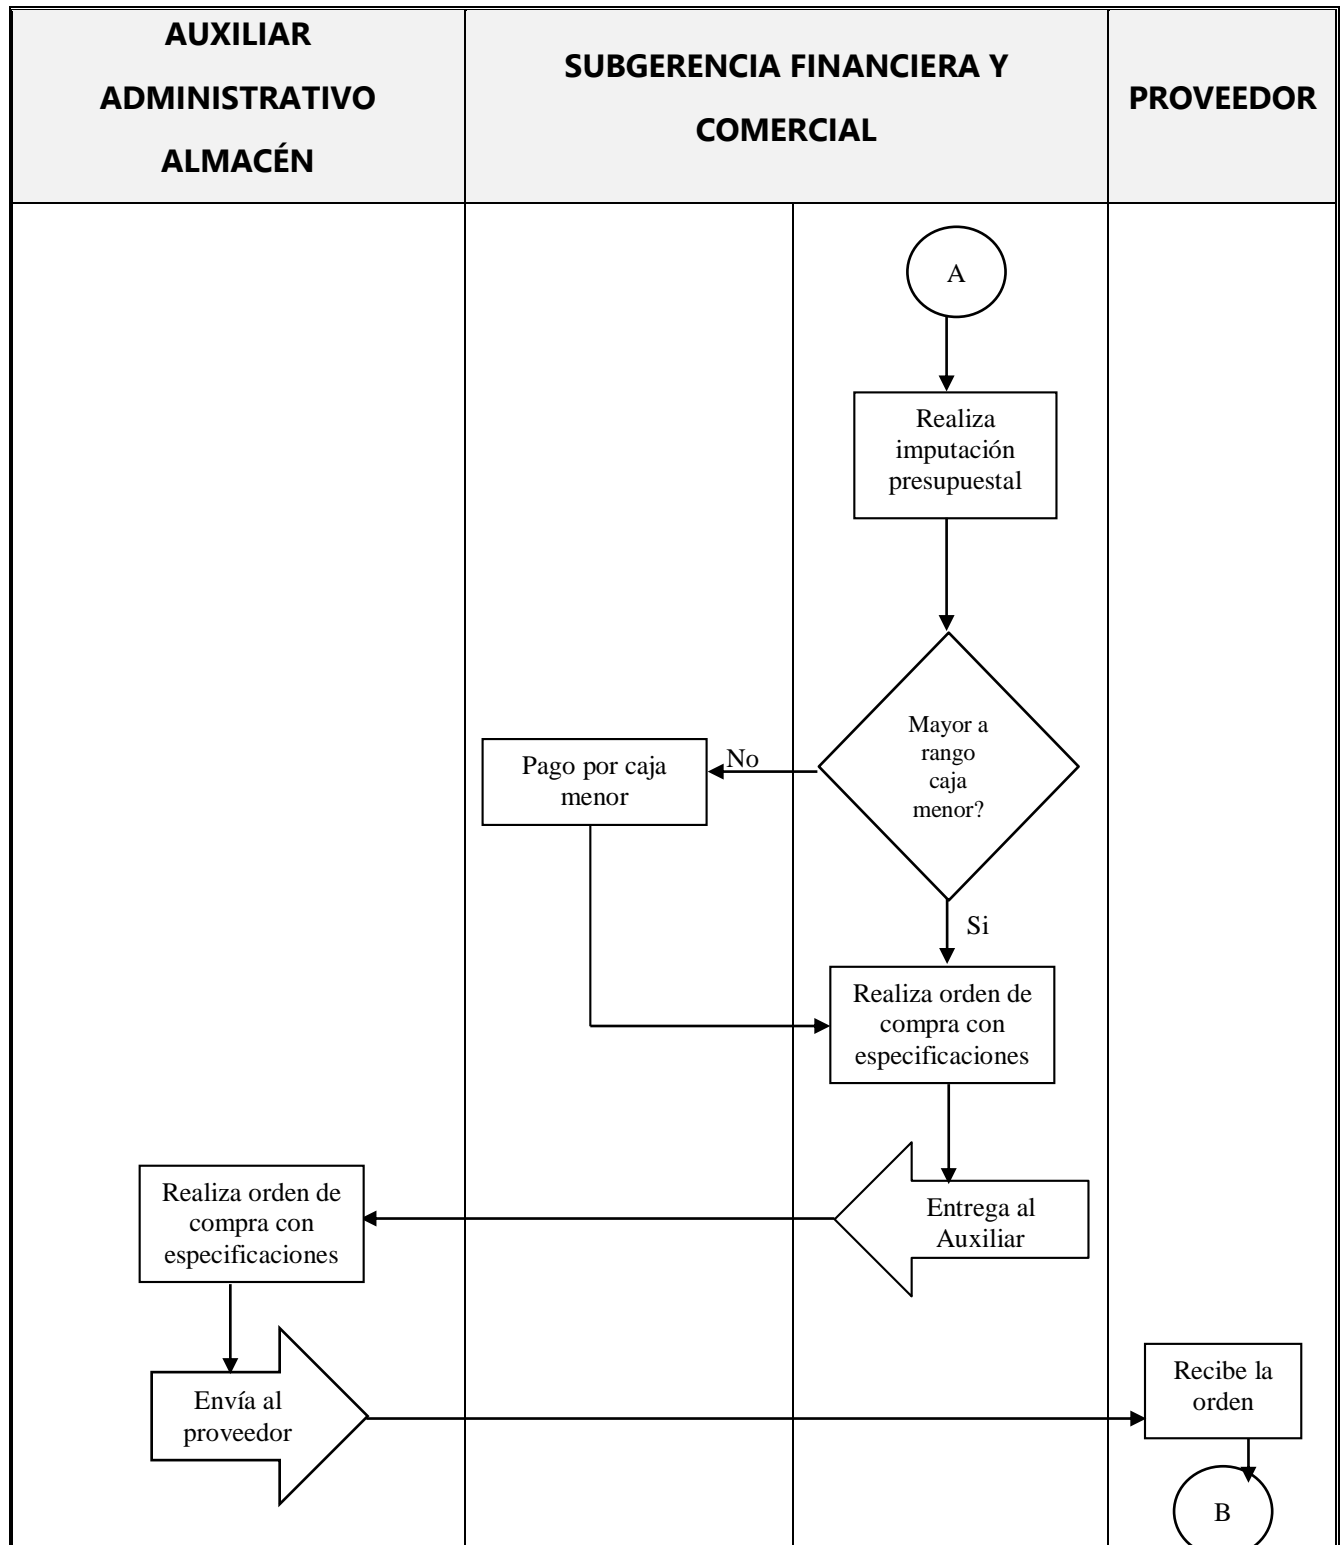 AUXILIAR
ADMINISTRATIVO
ALMACÉN
SUBGERENCIA FINANCIERA Y
COMERCIAL
PROVEEDOR
A
Realiza
imputación
presupuestal
Mayor a
rango
caja
menor?
No
Pago por caja
menor
Si
Realiza orden de
compra con
especificaciones
Entrega al
Auxiliar
Realiza orden de
compra con
especificaciones
Envía al
proveedor
Recibe la
orden
B